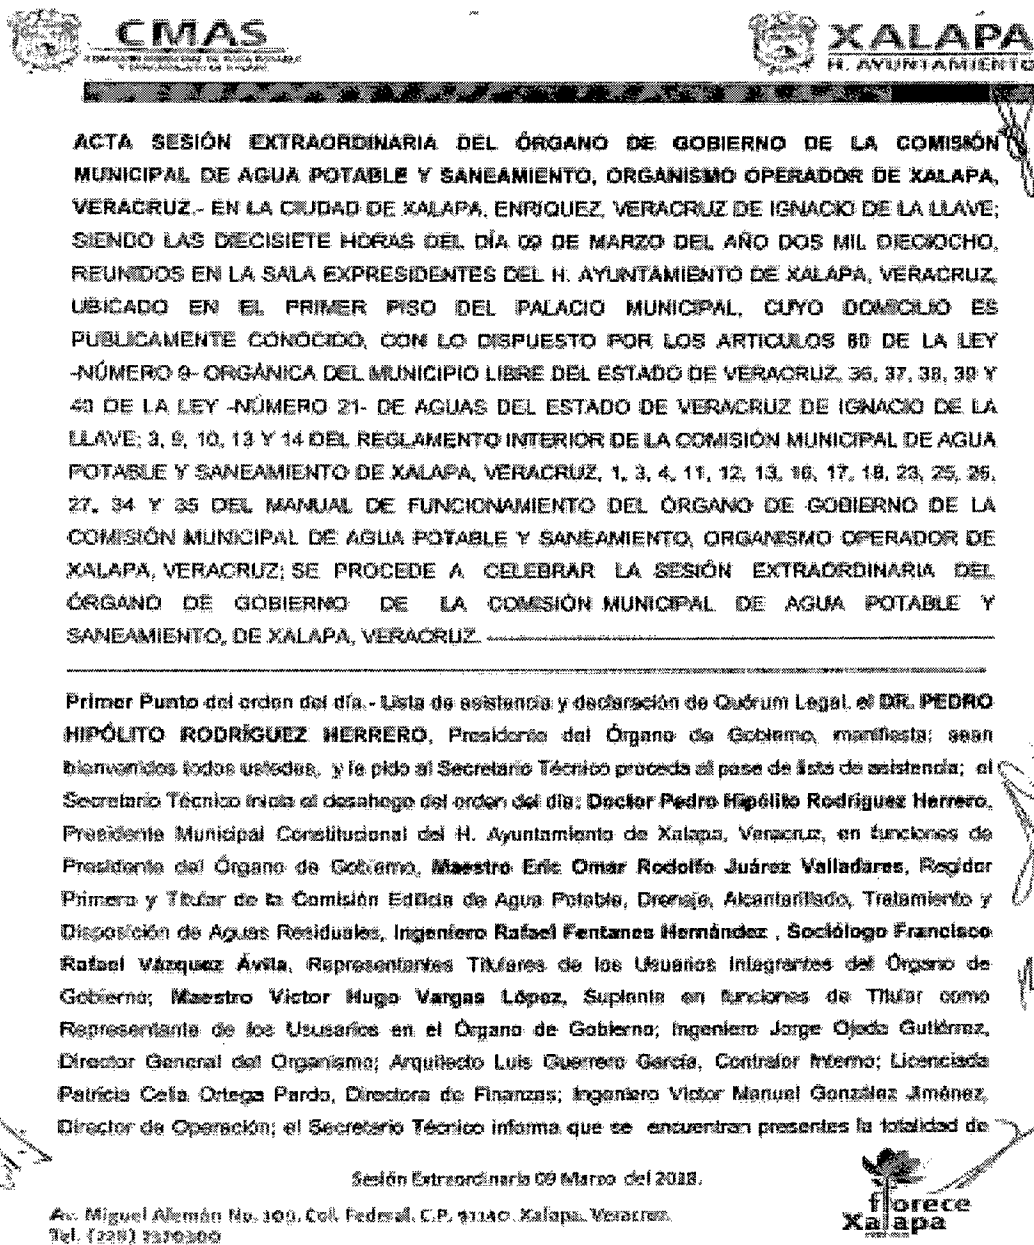 CMAS
XALAPA
H. AYUNTAMIENTO
ACTA SESIÓN EXTRAORDINARIA DEL ÓRGANO DE GOBIERNO DE LA COMISIÓN
MUNICIPAL DE AGUA POTABLE Y SANEAMIENTO, ORGANISMO OPERADOR DE XALAPA,
VERACRUZ.- EN LA CIUDAD DE XALAPA, ENRIQUEZ, VERACRUZ DE IGNACIO DE LA LLAVE;
SIENDO LAS DIECISIETE HORAS DEL DÍA 09 DE MARZO DEL AÑO DOS MIL DIECIOCHO,
REUNIDOS EN LA SALA EXPRESIDENTES DEL H. AYUNTAMIENTO DE XALAPA, VERACRUZ,
UBICADO EN EL PRIMER PISO DEL PALACIO MUNICIPAL, CUYO DOMICILIO ES
PUBLICAMENTE CONOCIDO, CON LO DISPUESTO POR LOS ARTICULOS 80 DE LA LEY
-NÚMERO 9- ORGÁNICA DEL MUNICIPIO LIBRE DEL ESTADO DE VERACRUZ, 36, 37, 38, 39 Y
40 DE LA LEY -NÚMERO 21- DE AGUAS DEL ESTADO DE VERACRUZ DE IGNACIO DE LA
LLAVE; 3, 9, 10, 13 Y 14 DEL REGLAMENTO INTERIOR DE LA COMISIÓN MUNICIPAL DE AGUA
POTABLE Y SANEAMIENTO DE XALAPA, VERACRUZ, 1, 3, 4, 11, 12, 13, 16, 17, 18, 23, 25, 26,
27, 34 Y 35 DEL MANUAL DE FUNCIONAMIENTO DEL ÓRGANO DE GOBIERNO DE LA
COMISIÓN MUNICIPAL DE AGUA POTABLE Y SANEAMIENTO, ORGANISMO OPERADOR DE
XALAPA, VERACRUZ; SE PROCEDE A CELEBRAR LA SESIÓN EXTRAORDINARIA DEL
ÓRGANO DE GOBIERNO DE LA COMISIÓN MUNICIPAL DE AGUA POTABLE Y
SANEAMIENTO, DE XALAPA, VERACRUZ.
Primer Punto del orden del día.- Lista de asistencia y declaración de Quórum Legal, el DR. PEDRO
HIPÓLITO RODRÍGUEZ HERRERO, Presidente del Órgano de Gobierno, manifiesta: sean
bienvenidos todos ustedes, y le pido al Secretario Técnico proceda al pase de lista de asistencia; el
Secretario Técnico inicia el desahogo del orden del día: Doctor Pedro Hipólito Rodríguez Herrero,
Presidente Municipal Constitucional del H. Ayuntamiento de Xalapa, Veracruz, en funciones de
Presidente del Órgano de Gobierno, Maestro Eric Omar Rodolfo Juárez Valladares, Regidor
Primero y Titular de la Comisión Edilicia de Agua Potable, Drenaje, Alcantarillado, Tratamiento y
Disposición de Aguas Residuales, Ingeniero Rafael Fentanes Hernández , Sociólogo Francisco
Rafael Vázquez Ávila, Representantes Titulares de los Usuarios Integrantes del Órgano de
Gobierno; Maestro Victor Hugo Vargas López, Suplente en funciones de Titular como
Representante de los Ususarios en el Órgano de Gobierno; Ingeniero Jorge Ojeda Gutiérrez,
Director General del Organismo; Arquitecto Luis Guerrero García, Contralor Interno; Licenciada
Patricia Celia Ortega Pardo, Directora de Finanzas; Ingeniero Victor Manuel González Jiménez,
Director de Operación; el Secretario Técnico informa que se encuentran presentes la totalidad de
Sesión Extraordinaria 09 Marzo del 2018.
Av. Miguel Alemán No. 109, Col. Federal, C.P. 91140, Xalapa, Veracruz.
Tel. (228) 2370300
florece
Xalapa